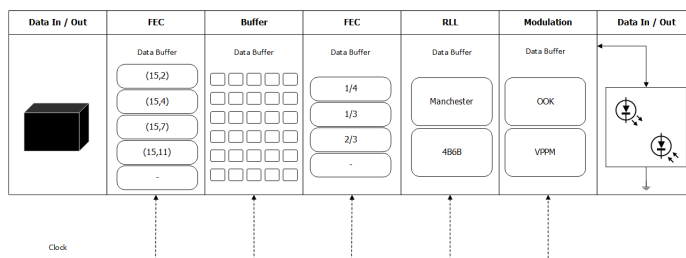 Data In / Out FEC Buffer FEC RLL Modulation Data In / Out
Data Buffer Data Buffer Data Buffer Data Buffer Data Buffer
(15,2)
(15,4)
(15,7)
(15,11)
-
1/4
1/3
2/3
-
Manchester
4B6B
OOK
VPPM
Clock